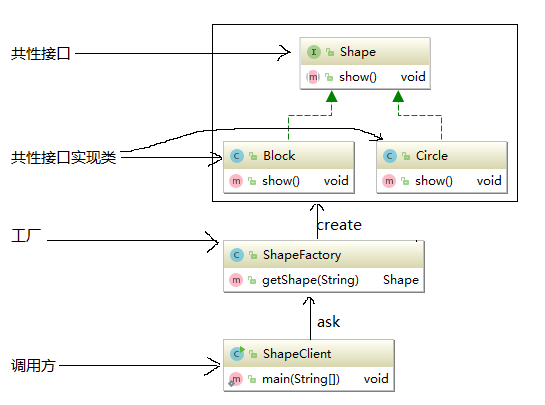 共性接口
I Shape
m show() void
共性接口实现类
C Block
m show() void
C Circle
m show() void
create
工厂
C ShapeFactory
m getShape(String) Shape
ask
调用方
C ShapeClient
m main(String[]) void